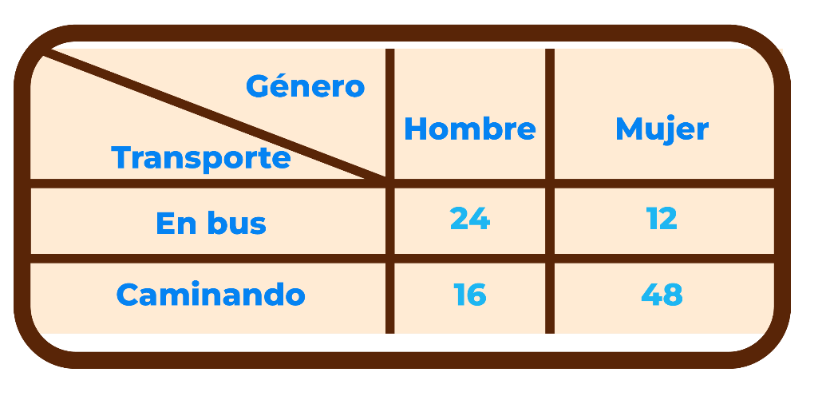 Género
Transporte
Hombre
Mujer
En bus
24
12
Caminando
16
48